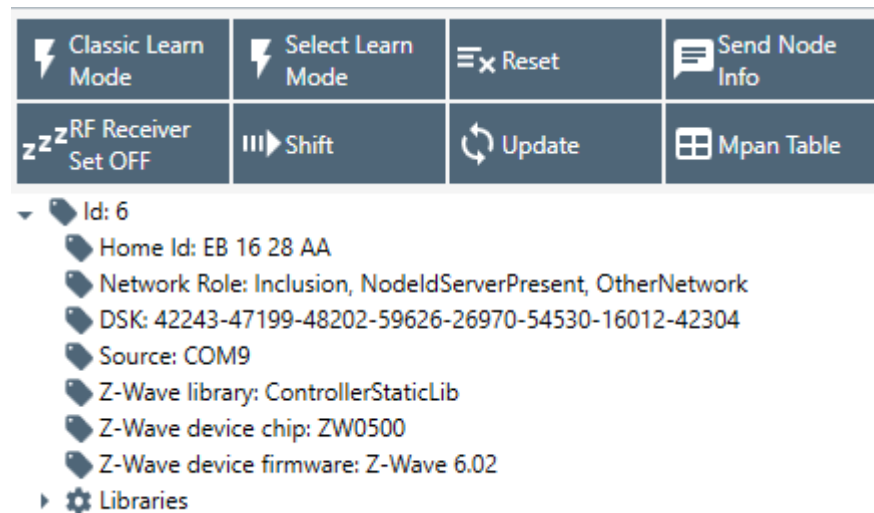 Classic Learn Mode
Select Learn Mode
Reset
Send Node Info
zzz RF Receiver Set OFF
Shift
Update
Mpan Table
Id: 6
Home Id: EB 16 28 AA
Network Role: Inclusion, NodeIdServerPresent, OtherNetwork
DSK: 42243-47199-48202-59626-26970-54530-16012-42304
Source: COM9
Z-Wave library: ControllerStaticLib
Z-Wave device chip: ZW0500
Z-Wave device firmware: Z-Wave 6.02
Libraries